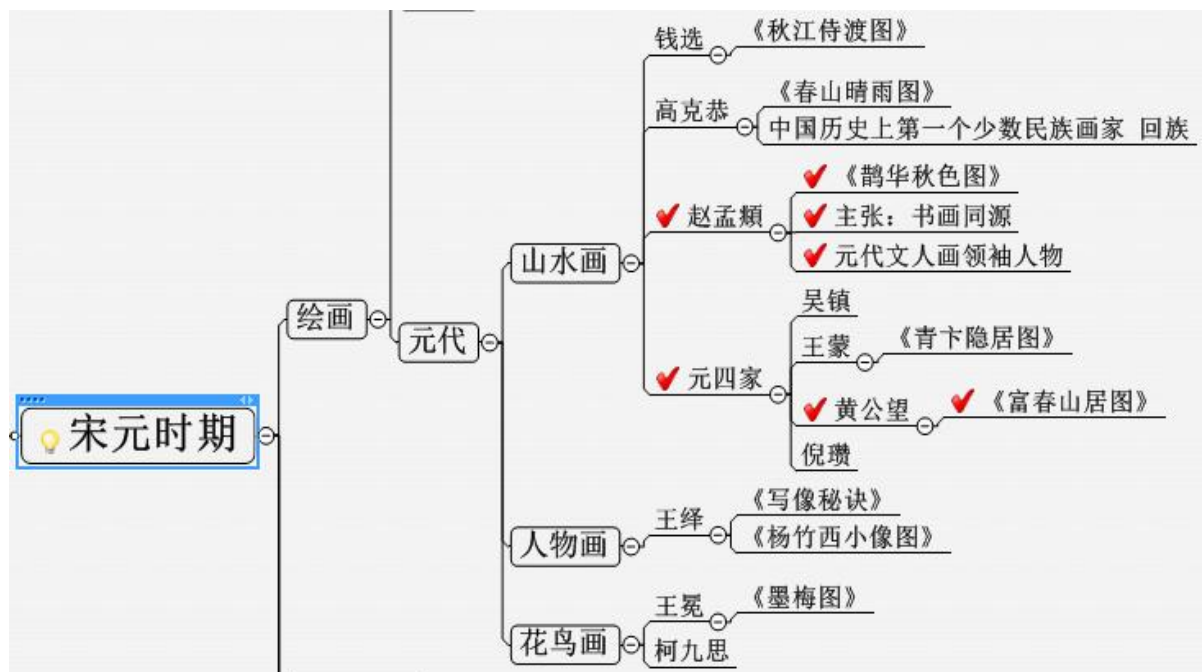 钱选
《秋江侍渡图》
高克恭
《春山晴雨图》
中国历史上第一个少数民族画家 回族
赵孟頫
《鹊华秋色图》
主张：书画同源
元代文人画领袖人物
山水画
绘画
元代
吴镇
王蒙
《青卞隐居图》
元四家
黄公望
《富春山居图》
倪瓒
宋元时期
人物画
王绎
《写像秘诀》
《杨竹西小像图》
花鸟画
王冕
《墨梅图》
柯九思